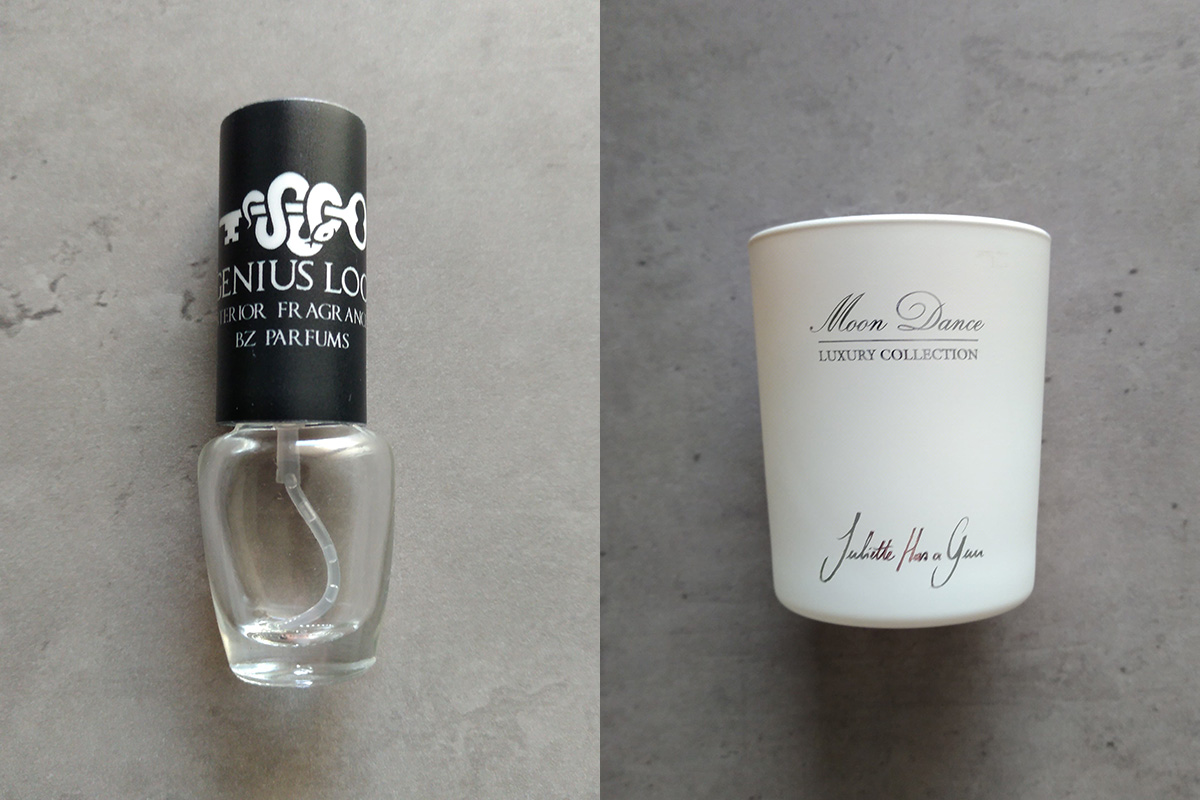 GENIUS LOC
TERIOR FRAGRANC
BZ PARFUMS
Moon Dance
LUXURY COLLECTION
Juliette Has a Gun